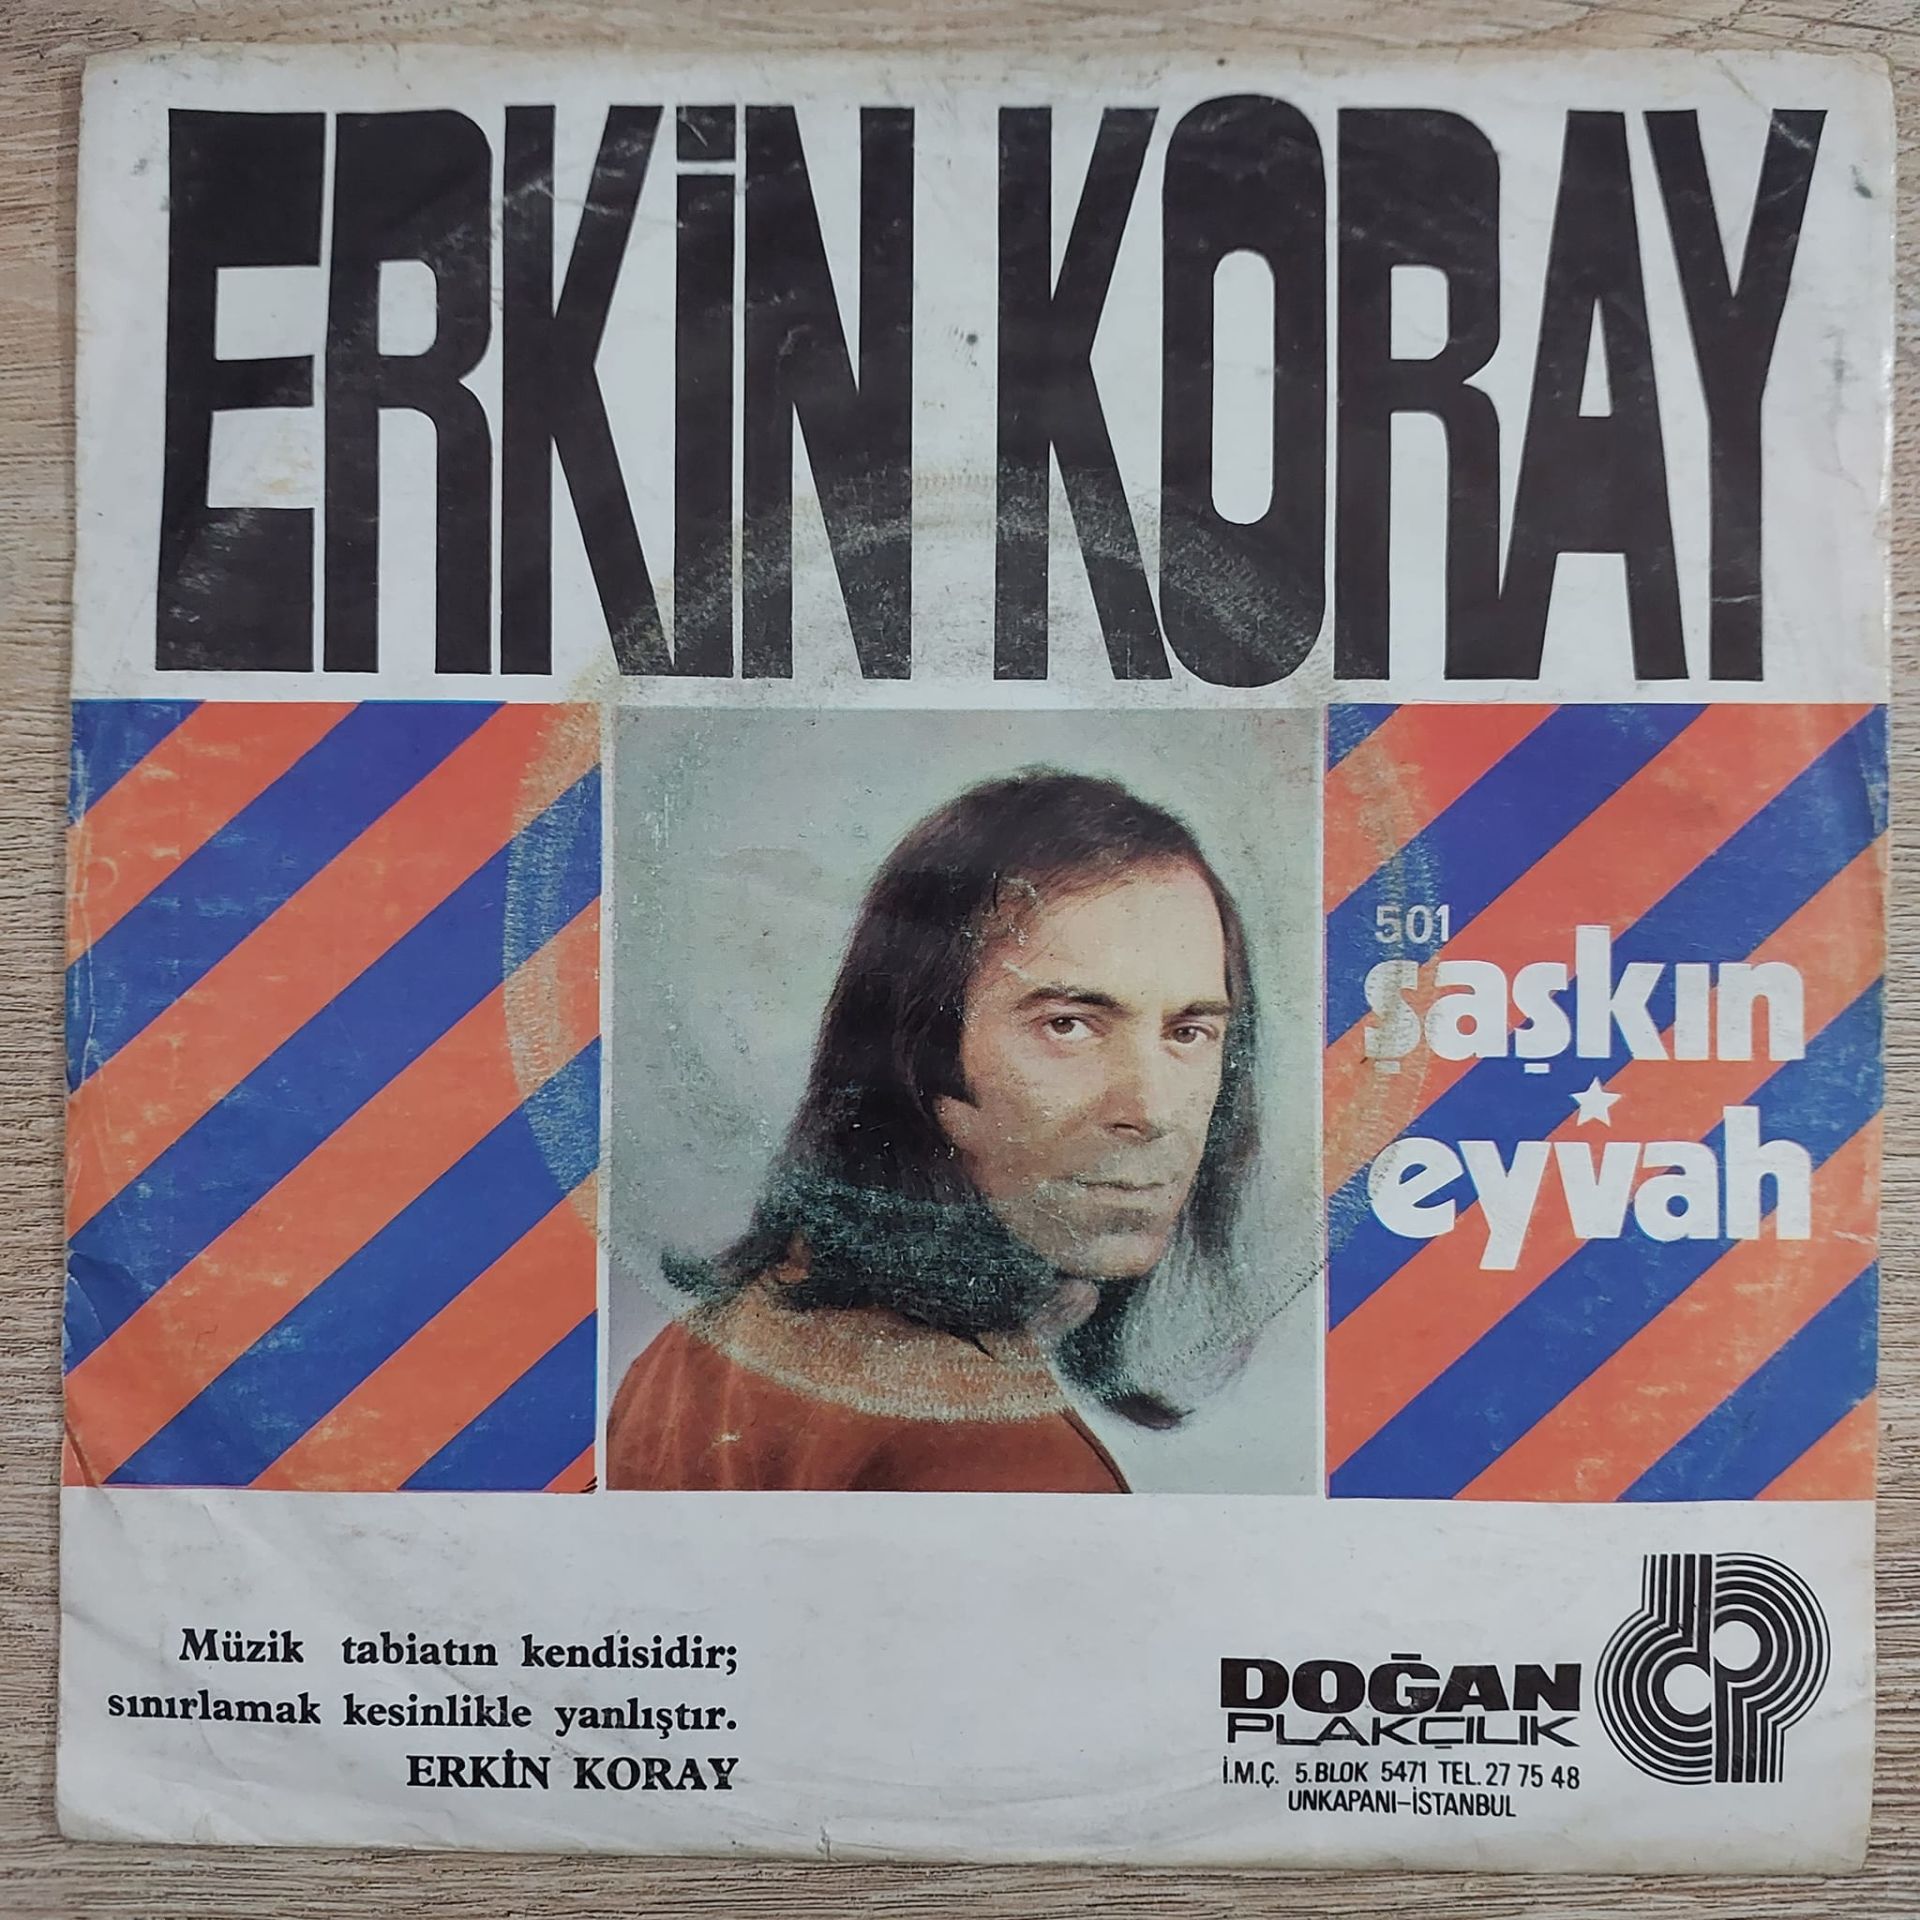 ERKİN KORAY
501
şaşkın
eyvah
Müzik tabiatın kendisidir;
sınırlamak kesinlikle yanlıştır.
ERKİN KORAY
DOĞAN
PLAKÇILIK
İ.M.Ç. 5.BLOK 5471 TEL. 27 75 48
UNKAPANI-İSTANBUL
dp